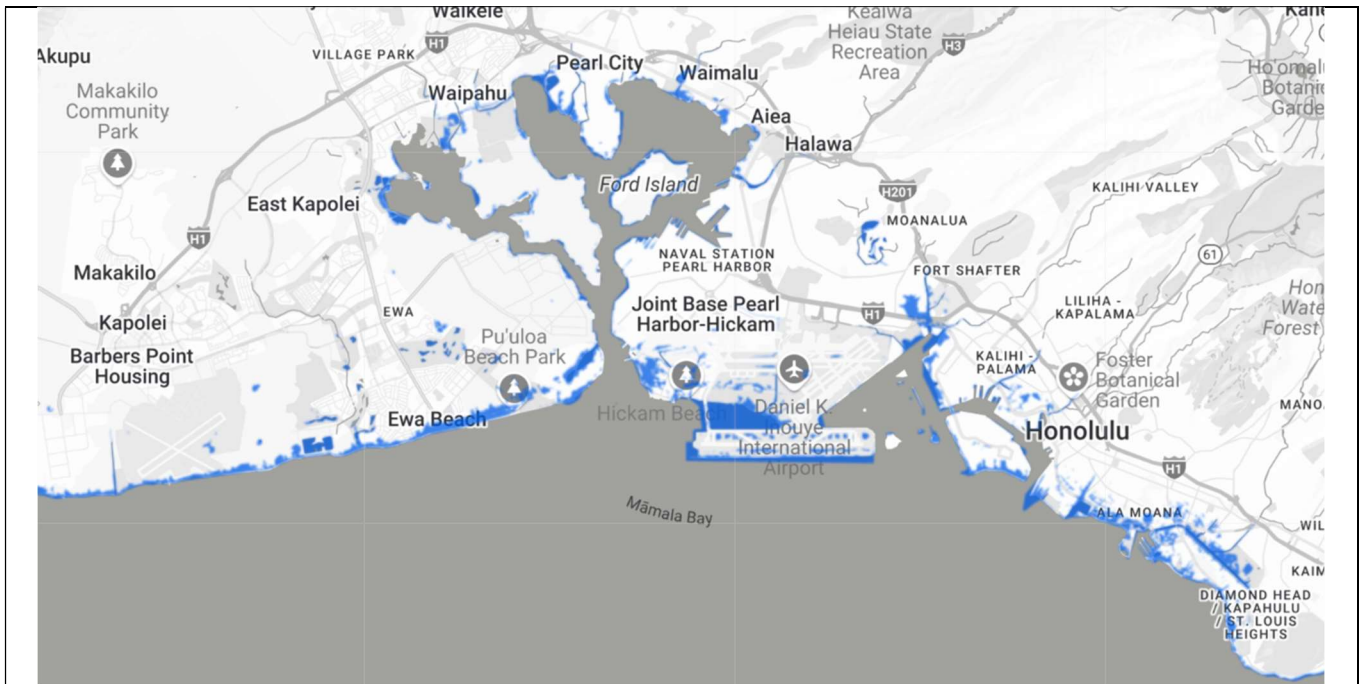 Waikele
Kealwa
Heiau State
Recreation
Area
H1
H3
Akupu
VILLAGE PARK
Pearl City
Waimalu
Ho'omalu
Botanic
Garde
Makakilo
Community
Park
Waipahu
Aiea
Halawa
Ford Island
H201
KALIHI VALLEY
East Kapolei
MOANALUA
H1
NAVAL STATION
PEARL HARBOR
61
Makakilo
FORT SHAFTER
Hon
Wate
Forest
Joint Base Pearl
Harbor-Hickam
H1
LILIHA -
KAPALAMA
EWA
Kapolei
Pu'uloa
Beach Park
Barbers Point
Housing
KALIHI -
PALAMA
Foster
Botanical
Garden
Ewa Beach
Hickam Beach
Daniel K.
Inouye
International
Airport
MANO
Honolulu
H1
Māmala Bay
ALA MOANA
WIL
KAIM
DIAMOND HEAD
/ KAPAHULU
/ ST. LOUIS
HEIGHTS